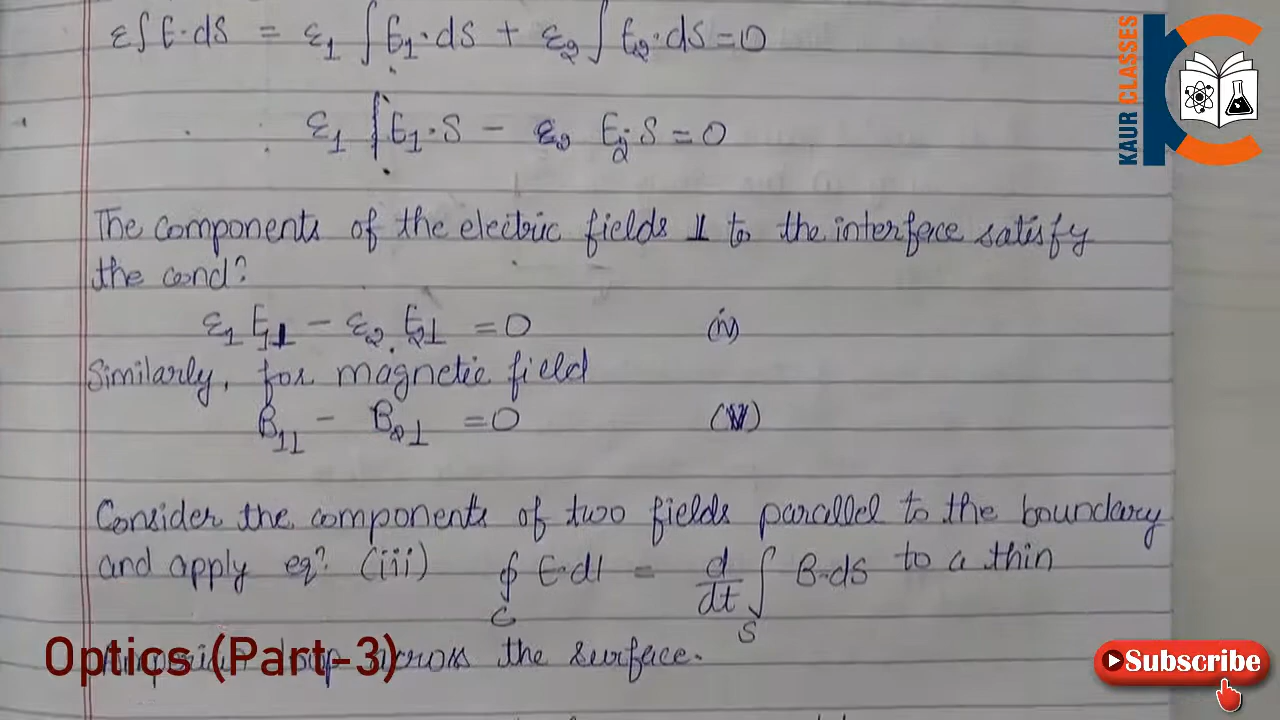 ε∫E·dS = ε₁ ∫E₁·dS + ε₂ ∫E₂·dS = 0
ε₁ ∫E₁·S − ε₂ E₂·S = 0
The components of the electric fields ⊥ to the interface satisfy
the condⁿ
ε₁ E₁⊥ − ε₂ E₂⊥ = 0 (iv)
Similarly, for magnetic field
B₁⊥ − B₂⊥ = 0 (V)
Consider the components of two fields parallel to the boundary
and apply eqⁿ (iii) ∮ E·dl = d/dt ∫ B·dS to a thin
C S
across the surface.
Optics (Part-3)
KAUR CLASSES
Subscribe